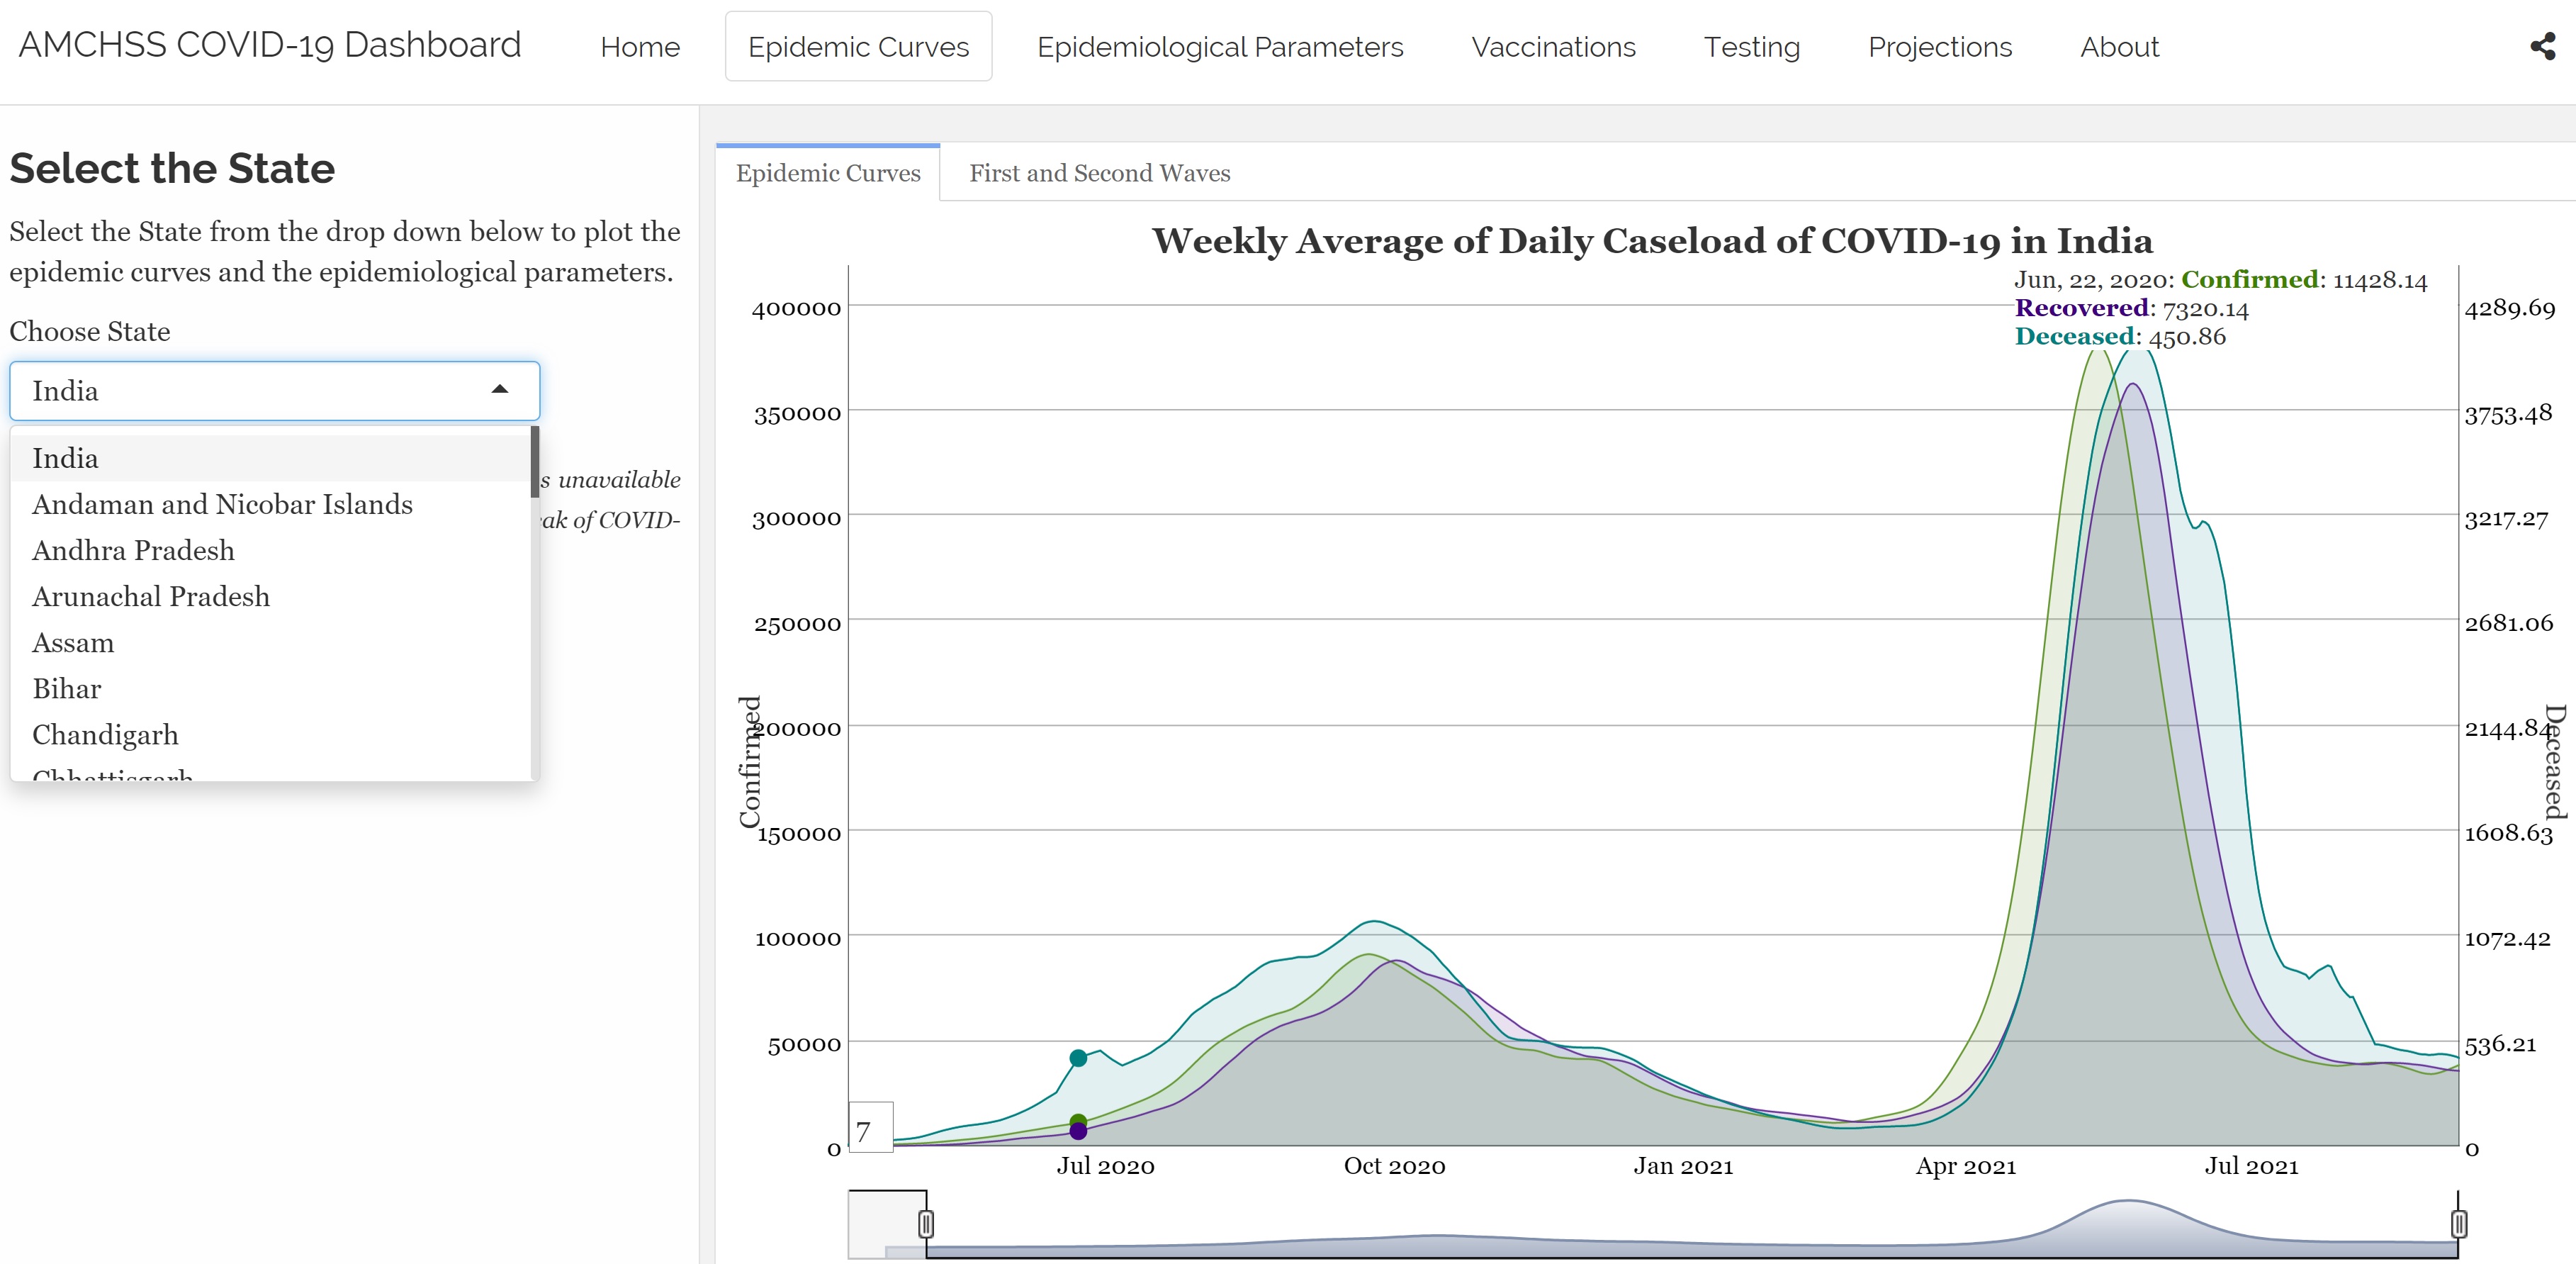 AMCHSS COVID-19 Dashboard
Home
Epidemic Curves
Epidemiological Parameters
Vaccinations
Testing
Projections
About
Select the State
Select the State from the drop down below to plot the
epidemic curves and the epidemiological parameters.
Choose State
India
India
Andaman and Nicobar Islands
Andhra Pradesh
Arunachal Pradesh
Assam
Bihar
Chandigarh
Chhattisgarh
unavailable
of COVID-
Epidemic Curves
First and Second Waves
Weekly Average of Daily Caseload of COVID-19 in India
Jun, 22, 2020: Confirmed: 11428.14
Recovered: 7320.14
Deceased: 450.86
400000
350000
300000
250000
200000
150000
100000
50000
0
Confirmed
4289.69
3753.48
3217.27
2681.06
2144.84
1608.63
1072.42
536.21
0
Deceased
7
Jul 2020
Oct 2020
Jan 2021
Apr 2021
Jul 2021